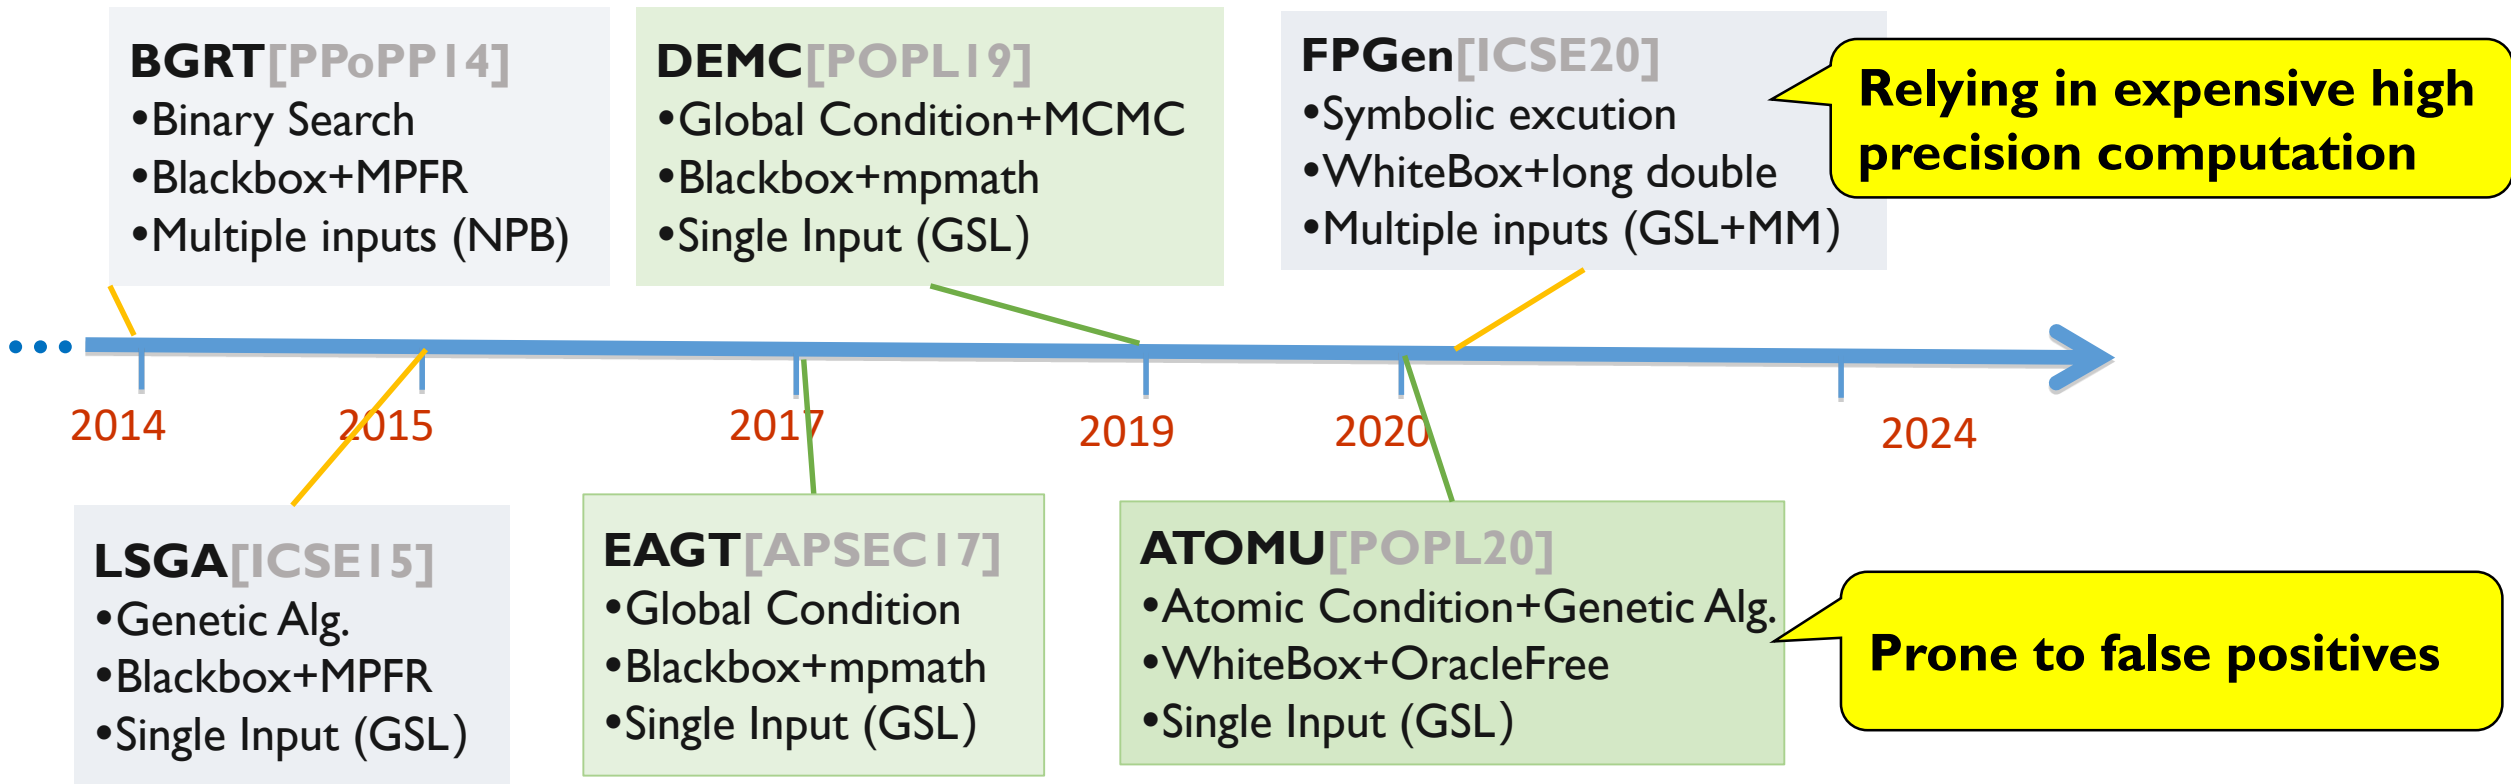 BGRT[PPoPP14]
•Binary Search
•Blackbox+MPFR
•Multiple inputs (NPB)
DEMC[POPL19]
•Global Condition+MCMC
•Blackbox+mpmath
•Single Input (GSL)
FPGen[ICSE20]
•Symbolic excution
•WhiteBox+long double
•Multiple inputs (GSL+MM)
Relying in expensive high
precision computation
2014
2015
2017
2019
2020
2024
LSGA[ICSE15]
•Genetic Alg.
•Blackbox+MPFR
•Single Input (GSL)
EAGT[APSEC17]
•Global Condition
•Blackbox+mpmath
•Single Input (GSL)
ATOMU[POPL20]
•Atomic Condition+Genetic Alg.
•WhiteBox+OracleFree
•Single Input (GSL)
Prone to false positives